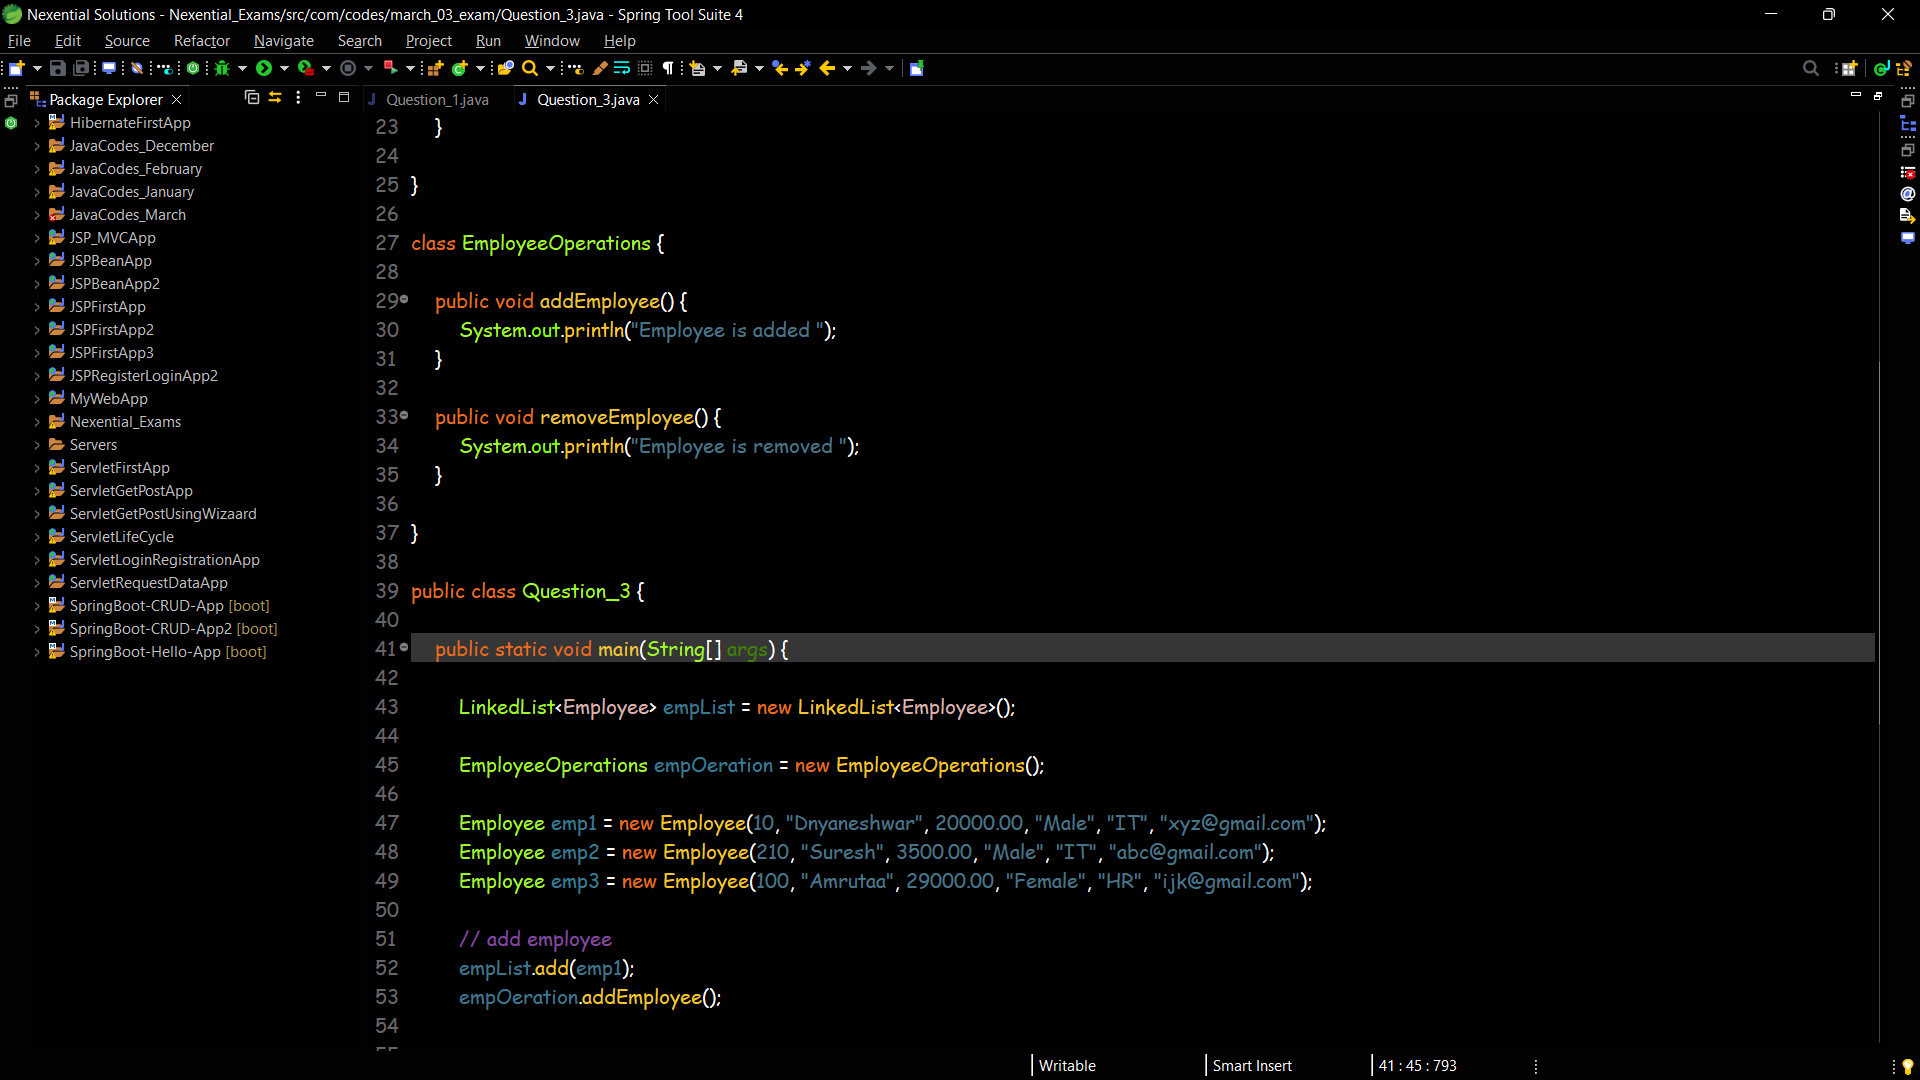 Nexential Solutions - Nexential_Exams/src/com/codes/march_03_exam/Question_3.java - Spring Tool Suite 4
File Edit Source Refactor Navigate Search Project Run Window Help
Package Explorer
HibernateFirstApp
JavaCodes_December
JavaCodes_February
JavaCodes_January
JavaCodes_March
JSP_MVCApp
JSPBeanApp
JSPBeanApp2
JSPFirstApp
JSPFirstApp2
JSPFirstApp3
JSPRegisterLoginApp2
MyWebApp
Nexential_Exams
Servers
ServletFirstApp
ServletGetPostApp
ServletGetPostUsingWizaard
ServletLifeCycle
ServletLoginRegistrationApp
ServletRequestDataApp
SpringBoot-CRUD-App [boot]
SpringBoot-CRUD-App2 [boot]
SpringBoot-Hello-App [boot]
Question_1.java Question_3.java
23 }
24
25 }
26
27 class EmployeeOperations {
28
29 public void addEmployee() {
30 System.out.println("Employee is added ");
31 }
32
33 public void removeEmployee() {
34 System.out.println("Employee is removed ");
35 }
36
37 }
38
39 public class Question_3 {
40
41 public static void main(String[] args) {
42
43 LinkedList<Employee> empList = new LinkedList<Employee>();
44
45 EmployeeOperations empOeration = new EmployeeOperations();
46
47 Employee emp1 = new Employee(10, "Dnyaneshwar", 20000.00, "Male", "IT", "xyz@gmail.com");
48 Employee emp2 = new Employee(210, "Suresh", 3500.00, "Male", "IT", "abc@gmail.com");
49 Employee emp3 = new Employee(100, "Amrutaa", 29000.00, "Female", "HR", "ijk@gmail.com");
50
51 // add employee
52 empList.add(emp1);
53 empOeration.addEmployee();
54
Writable Smart Insert 41 : 45 : 793